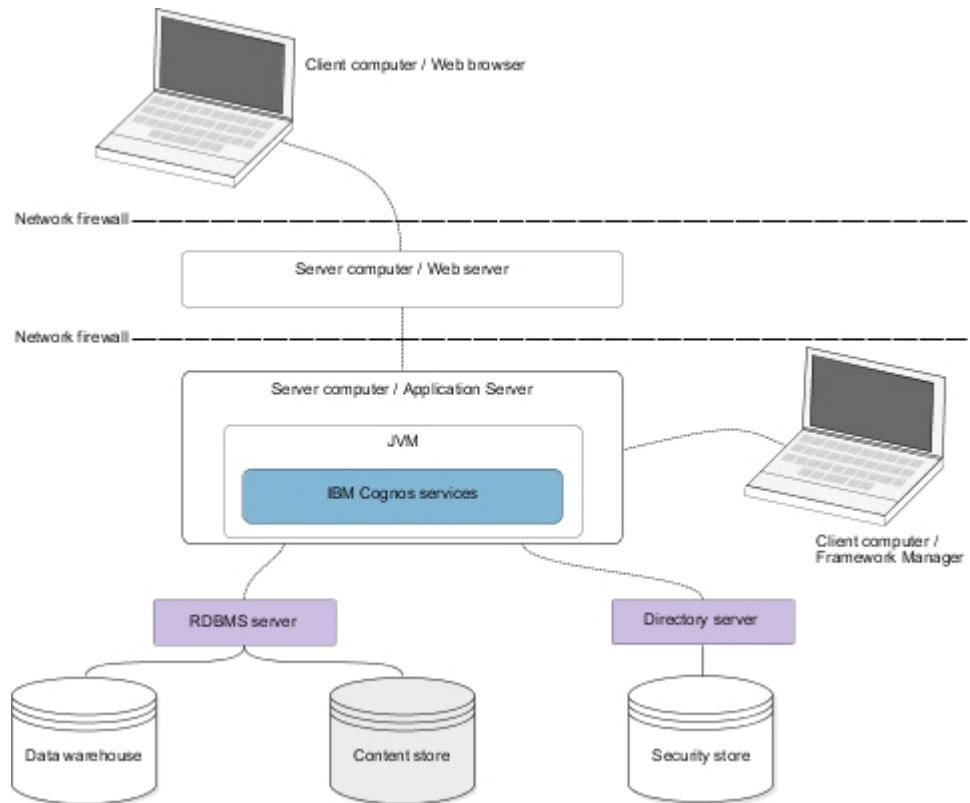 Client computer / Web browser
Network firewall
Server computer / Web server
Network firewall
Server computer / Application Server
JVM
IBM Cognos services
Client computer /
Framework Manager
RDBMS server
Directory server
Data warehouse
Content store
Security store